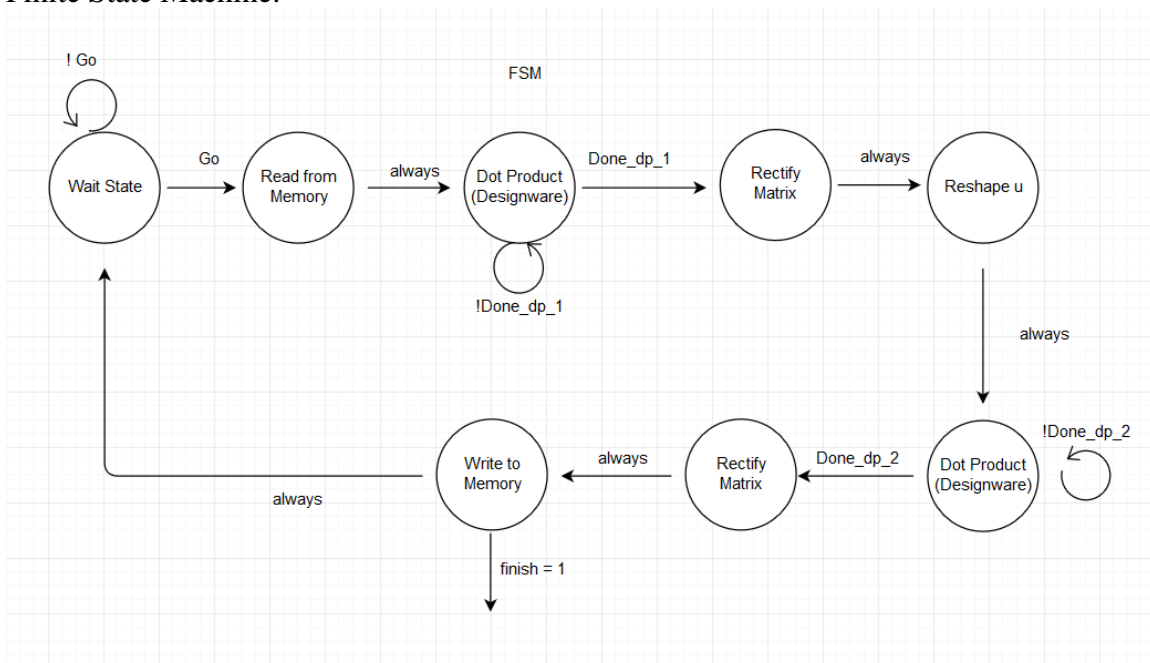 ! Go
FSM
Wait State
Go
Read from
Memory
always
Dot Product
(Designware)
Done_dp_1
!Done_dp_1
Rectify
Matrix
always
Reshape u
always
!Done_dp_2
Dot Product
(Designware)
Done_dp_2
Rectify
Matrix
always
Write to
Memory
always
finish = 1